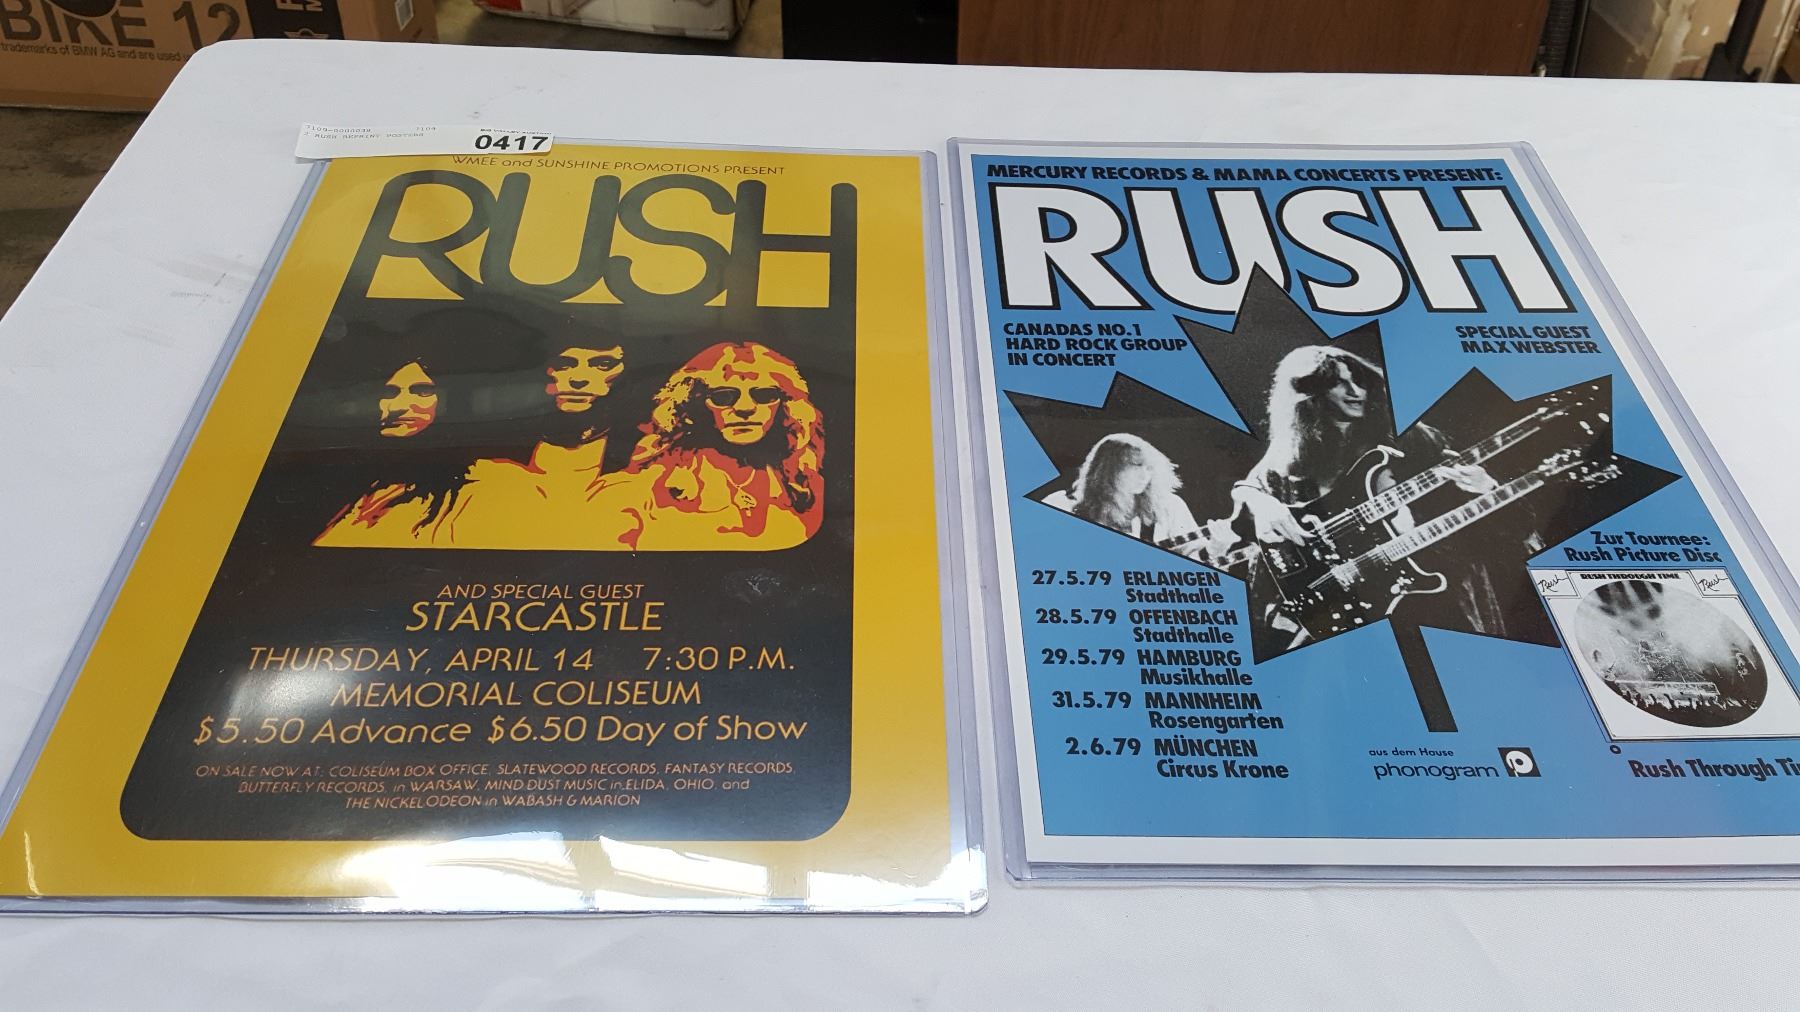 BIKE 12
trademarks of BMW AG and are used
7109
RUSH REPRINT POSTERS
0417
WMEE and SUNSHINE PROMOTIONS PRESENT
RUSH
AND SPECIAL GUEST
STARCASTLE
THURSDAY, APRIL 14 7:30 P.M.
MEMORIAL COLISEUM
$5.50 Advance $6.50 Day of Show
ON SALE NOW AT: COLISEUM BOX OFFICE, SLATEWOOD RECORDS, FANTASY RECORDS,
BUTTERFLY RECORDS, in WARSAW, MIND DUST MUSIC in ELIDA, OHIO, and
THE NICKELODEON in WABASH & MARION
MERCURY RECORDS & MAMA CONCERTS PRESENT:
RUSH
CANADAS NO.1
HARD ROCK GROUP
IN CONCERT
SPECIAL GUEST
MAX WEBSTER
27.5.79 ERLANGEN
Stadthalle
28.5.79 OFFENBACH
Stadthalle
29.5.79 HAMBURG
Musikhalle
31.5.79 MANNHEIM
Rosengarten
2.6.79 MÜNCHEN
Circus Krone
Zur Tournee:
Rush Picture Disc
Rush RUSH THROUGH TIME Rush
aus dem Hause
phonogram
Rush Through